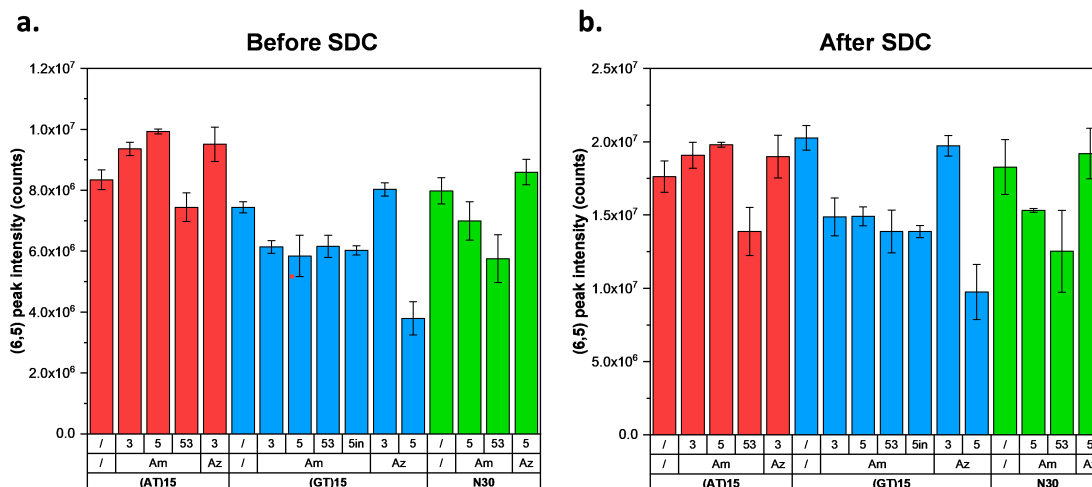 a.
Before SDC
(6,5) peak intensity (counts)
1.2x10⁷
1.0x10⁷
8.0x10⁶
6.0x10⁶
4.0x10⁶
2.0x10⁶
0.0
/ 3 5 53 3 / 3 5 53 5in 3 5 / 5 53 5
/ Am Az / Am Az / Am Az
(AT)15 (GT)15 N30
b.
After SDC
(6,5) peak intensity (counts)
2.5x10⁷
2.0x10⁷
1.5x10⁷
1.0x10⁷
5.0x10⁶
0.0
/ 3 5 53 3 / 3 5 53 5in 3 5 / 5 53
/ Am Az / Am Az / Am
(AT)15 (GT)15 N30